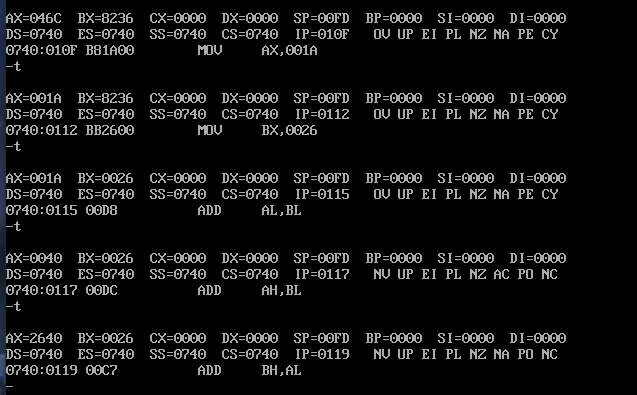 AX=046C  BX=8236  CX=0000  DX=0000  SP=00FD  BP=0000  SI=0000  DI=0000
DS=0740  ES=0740  SS=0740  CS=0740  IP=010F   OV UP EI PL NZ NA PE CY
0740:010F B81A00        MOV     AX,001A
-t
AX=001A  BX=8236  CX=0000  DX=0000  SP=00FD  BP=0000  SI=0000  DI=0000
DS=0740  ES=0740  SS=0740  CS=0740  IP=0112   OV UP EI PL NZ NA PE CY
0740:0112 BB2600        MOV     BX,0026
-t
AX=001A  BX=0026  CX=0000  DX=0000  SP=00FD  BP=0000  SI=0000  DI=0000
DS=0740  ES=0740  SS=0740  CS=0740  IP=0115   OV UP EI PL NZ NA PE CY
0740:0115 00D8          ADD     AL,BL
-t
AX=0040  BX=0026  CX=0000  DX=0000  SP=00FD  BP=0000  SI=0000  DI=0000
DS=0740  ES=0740  SS=0740  CS=0740  IP=0117   NV UP EI PL NZ AC PO NC
0740:0117 00DC          ADD     AH,BL
-t
AX=2640  BX=0026  CX=0000  DX=0000  SP=00FD  BP=0000  SI=0000  DI=0000
DS=0740  ES=0740  SS=0740  CS=0740  IP=0119   NV UP EI PL NZ NA PO NC
0740:0119 00C7          ADD     BH,AL
-